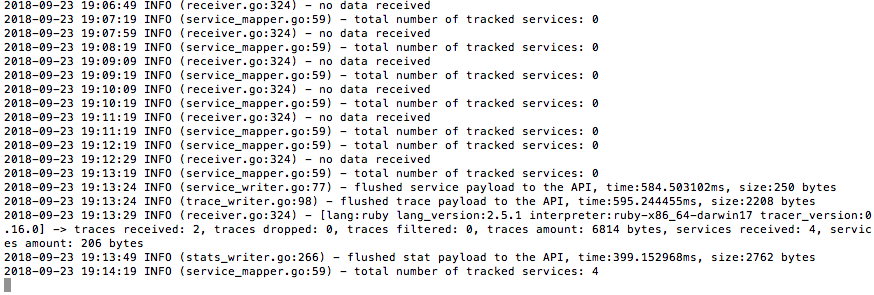 2018-09-23 19:06:49 INFO (receiver.go:324) - no data received
2018-09-23 19:07:19 INFO (service_mapper.go:59) - total number of tracked services: 0
2018-09-23 19:07:59 INFO (receiver.go:324) - no data received
2018-09-23 19:08:19 INFO (service_mapper.go:59) - total number of tracked services: 0
2018-09-23 19:09:09 INFO (receiver.go:324) - no data received
2018-09-23 19:09:19 INFO (service_mapper.go:59) - total number of tracked services: 0
2018-09-23 19:10:09 INFO (receiver.go:324) - no data received
2018-09-23 19:10:19 INFO (service_mapper.go:59) - total number of tracked services: 0
2018-09-23 19:11:19 INFO (receiver.go:324) - no data received
2018-09-23 19:11:19 INFO (service_mapper.go:59) - total number of tracked services: 0
2018-09-23 19:12:19 INFO (service_mapper.go:59) - total number of tracked services: 0
2018-09-23 19:12:29 INFO (receiver.go:324) - no data received
2018-09-23 19:13:19 INFO (service_mapper.go:59) - total number of tracked services: 0
2018-09-23 19:13:24 INFO (service_writer.go:77) - flushed service payload to the API, time:584.503102ms, size:250 bytes
2018-09-23 19:13:24 INFO (trace_writer.go:98) - flushed trace payload to the API, time:595.244455ms, size:2208 bytes
2018-09-23 19:13:29 INFO (receiver.go:324) - [lang:ruby lang_version:2.5.1 interpreter:ruby-x86_64-darwin17 tracer_version:0
.16.0] -> traces received: 2, traces dropped: 0, traces filtered: 0, traces amount: 6814 bytes, services received: 4, servic
es amount: 206 bytes
2018-09-23 19:13:49 INFO (stats_writer.go:266) - flushed stat payload to the API, time:399.152968ms, size:2762 bytes
2018-09-23 19:14:19 INFO (service_mapper.go:59) - total number of tracked services: 4